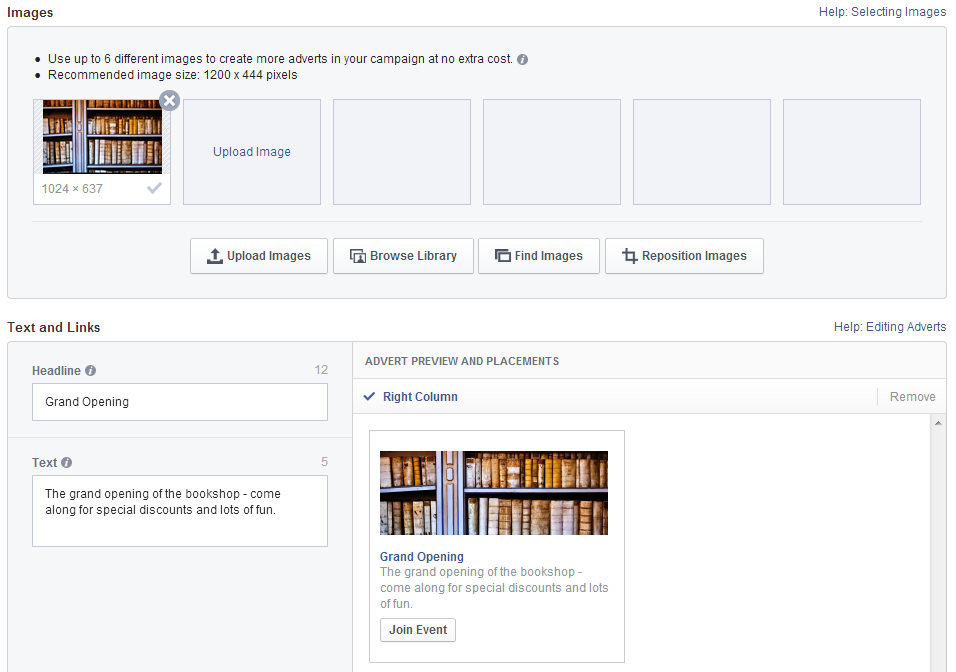 Images
Help: Selecting Images
Use up to 6 different images to create more adverts in your campaign at no extra cost.
Recommended image size: 1200 x 444 pixels
Upload Image
1024 × 637
Upload Images
Browse Library
Find Images
Reposition Images
Text and Links
Help: Editing Adverts
Headline
12
Grand Opening
Text
5
The grand opening of the bookshop - come
along for special discounts and lots of fun.
ADVERT PREVIEW AND PLACEMENTS
Right Column
Remove
Grand Opening
The grand opening of the bookshop -
come along for special discounts and lots
of fun.
Join Event